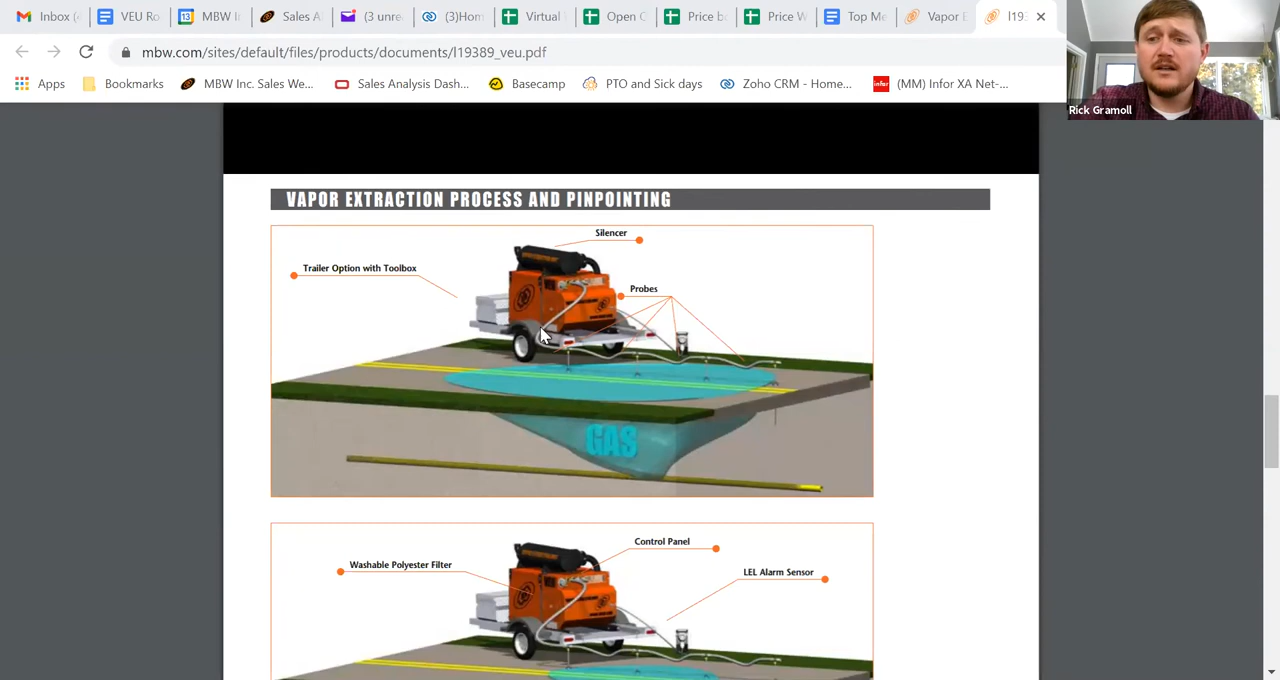 Inbox (
VEU Ro
13
MBW I
Sales A
(3 unre
(3)Hom
Virtual
Open C
Price b
Price W
Top Me
Vapor E
l19
mbw.com/sites/default/files/products/documents/l19389_veu.pdf
Apps
Bookmarks
MBW Inc. Sales We...
Sales Analysis Dash...
Basecamp
PTO and Sick days
Zoho CRM - Home...
infor
(MM) Infor XA Net-...
Rick Gramoll
VAPOR EXTRACTION PROCESS AND PINPOINTING
Silencer
Trailer Option with Toolbox
Probes
GAS
Control Panel
Washable Polyester Filter
LEL Alarm Sensor